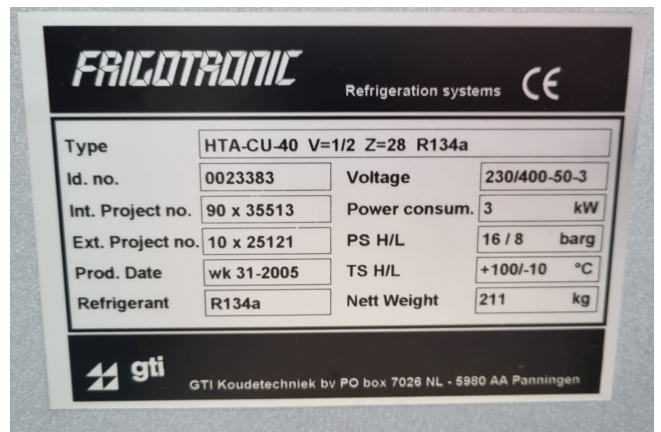 FRIGOTRONIC
Refrigeration systems CE
Type HTA-CU-40 V=1/2 Z=28 R134a
Id. no. 0023383 Voltage 230/400-50-3
Int. Project no. 90 x 35513 Power consum. 3 kW
Ext. Project no. 10 x 25121 PS H/L 16 / 8 barg
Prod. Date wk 31-2005 TS H/L +100/-10 °C
Refrigerant R134a Nett Weight 211 kg
gti
GTI Koudetechniek bv PO box 7026 NL - 5980 AA Panningen